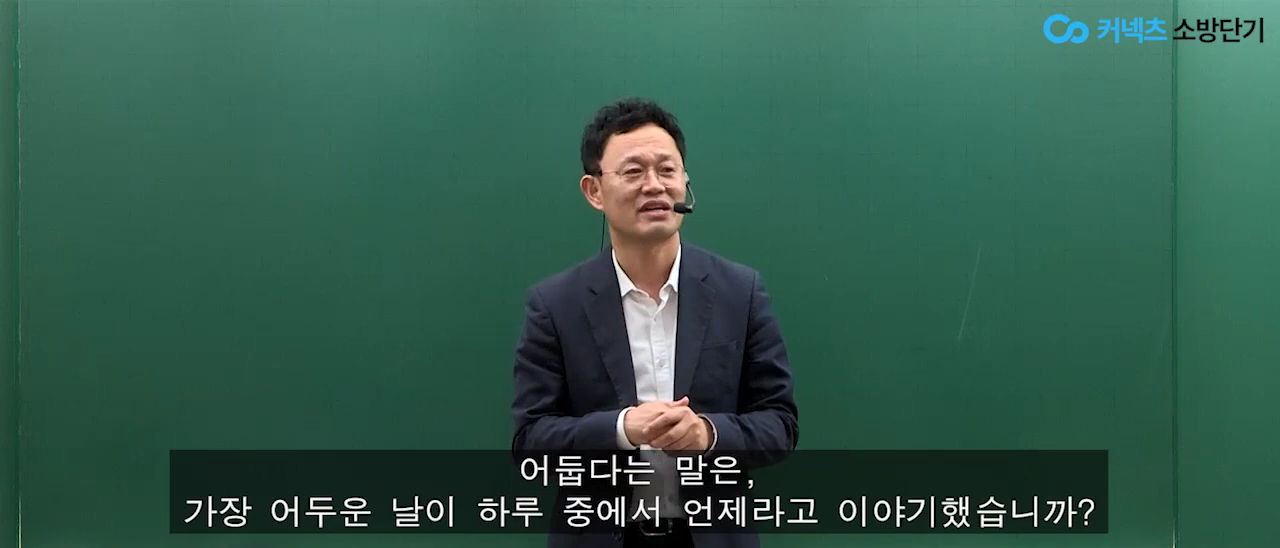 커넥츠 소방단기
어둡다는 말은,
가장 어두운 날이 하루 중에서 언제라고 이야기했습니까?